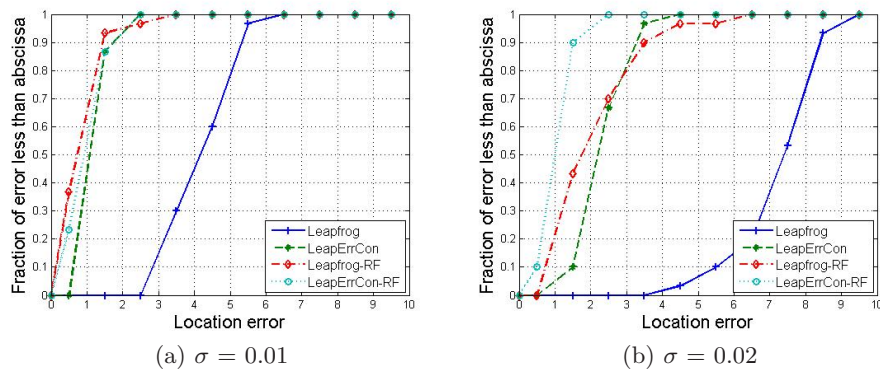 Fraction of error less than abscissa
1
0.9
0.8
0.7
0.6
0.5
0.4
0.3
0.2
0.1
0
0 1 2 3 4 5 6 7 8 9 10
Location error
Leapfrog
LeapErrCon
Leapfrog-RF
LeapErrCon-RF
(a) σ = 0.01
Fraction of error less than abscissa
1
0.9
0.8
0.7
0.6
0.5
0.4
0.3
0.2
0.1
0
0 1 2 3 4 5 6 7 8 9 10
Location error
Leapfrog
LeapErrCon
Leapfrog-RF
LeapErrCon-RF
(b) σ = 0.02